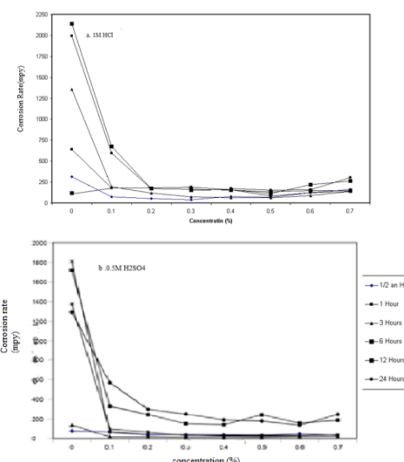 a. 1M HCl
Corrosion Rate(mpy)
2250
2000
1750
1500
1250
1000
750
500
250
0
0 0.1 0.2 0.3 0.4 0.5 0.6 0.7
Concentratin (%)
b .0.5M H2SO4
Corrosion rate
(mpy)
2000
1800
1600
1400
1200
1000
800
600
400
200
0
0 0.1 0.2 0.3 0.4 0.5 0.6 0.7
concentration (%)
1/2 an H
1 Hour
3 Hours
6 Hours
12 Hours
24 Hours